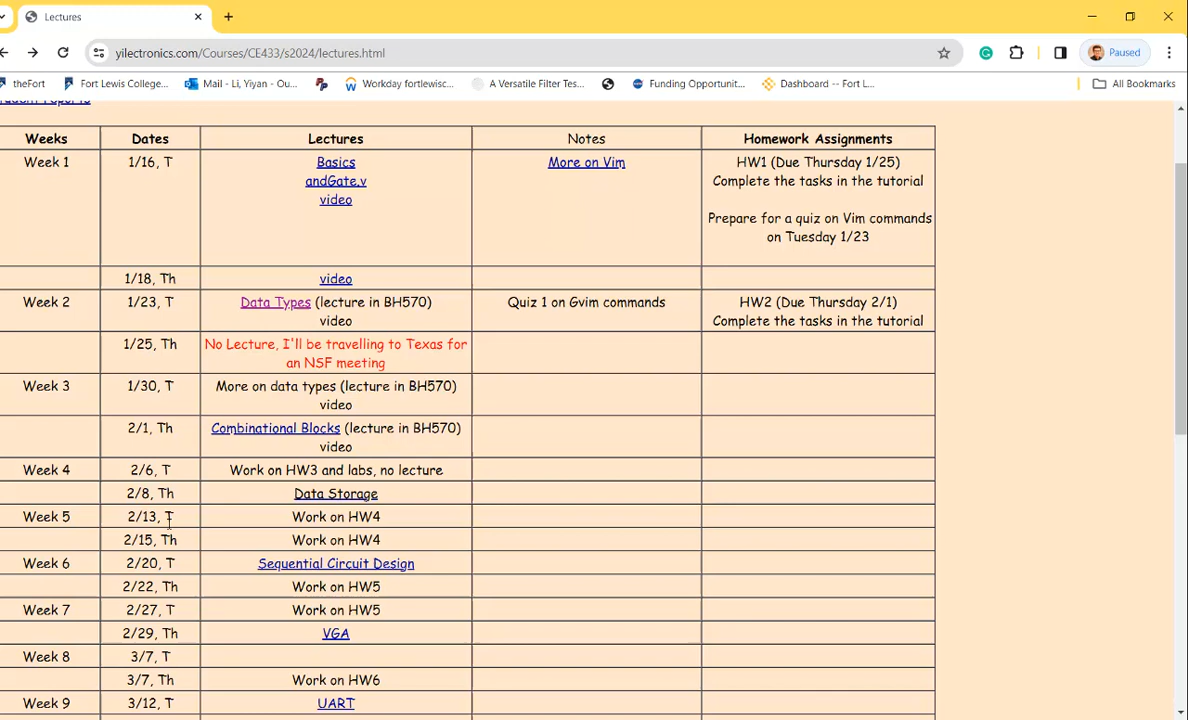 Lectures
yilectronics.com/Courses/CE433/s2024/lectures.html
Paused
theFort
Fort Lewis College...
Mail - Li, Yiyan - Ou...
Workday fortlewisc...
A Versatile Filter Tes...
Funding Opportunit...
Dashboard -- Fort L...
All Bookmarks
Weeks Dates Lectures Notes Homework Assignments
Week 1 1/16, T Basics More on Vim HW1 (Due Thursday 1/25)
andGate.v Complete the tasks in the tutorial
video
Prepare for a quiz on Vim commands
on Tuesday 1/23
1/18, Th video
Week 2 1/23, T Data Types (lecture in BH570) Quiz 1 on Gvim commands HW2 (Due Thursday 2/1)
video Complete the tasks in the tutorial
1/25, Th No Lecture, I'll be travelling to Texas for
an NSF meeting
Week 3 1/30, T More on data types (lecture in BH570)
video
2/1, Th Combinational Blocks (lecture in BH570)
video
Week 4 2/6, T Work on HW3 and labs, no lecture
2/8, Th Data Storage
Week 5 2/13, T Work on HW4
2/15, Th Work on HW4
Week 6 2/20, T Sequential Circuit Design
2/22, Th Work on HW5
Week 7 2/27, T Work on HW5
2/29, Th VGA
Week 8 3/7, T
3/7, Th Work on HW6
Week 9 3/12, T UART